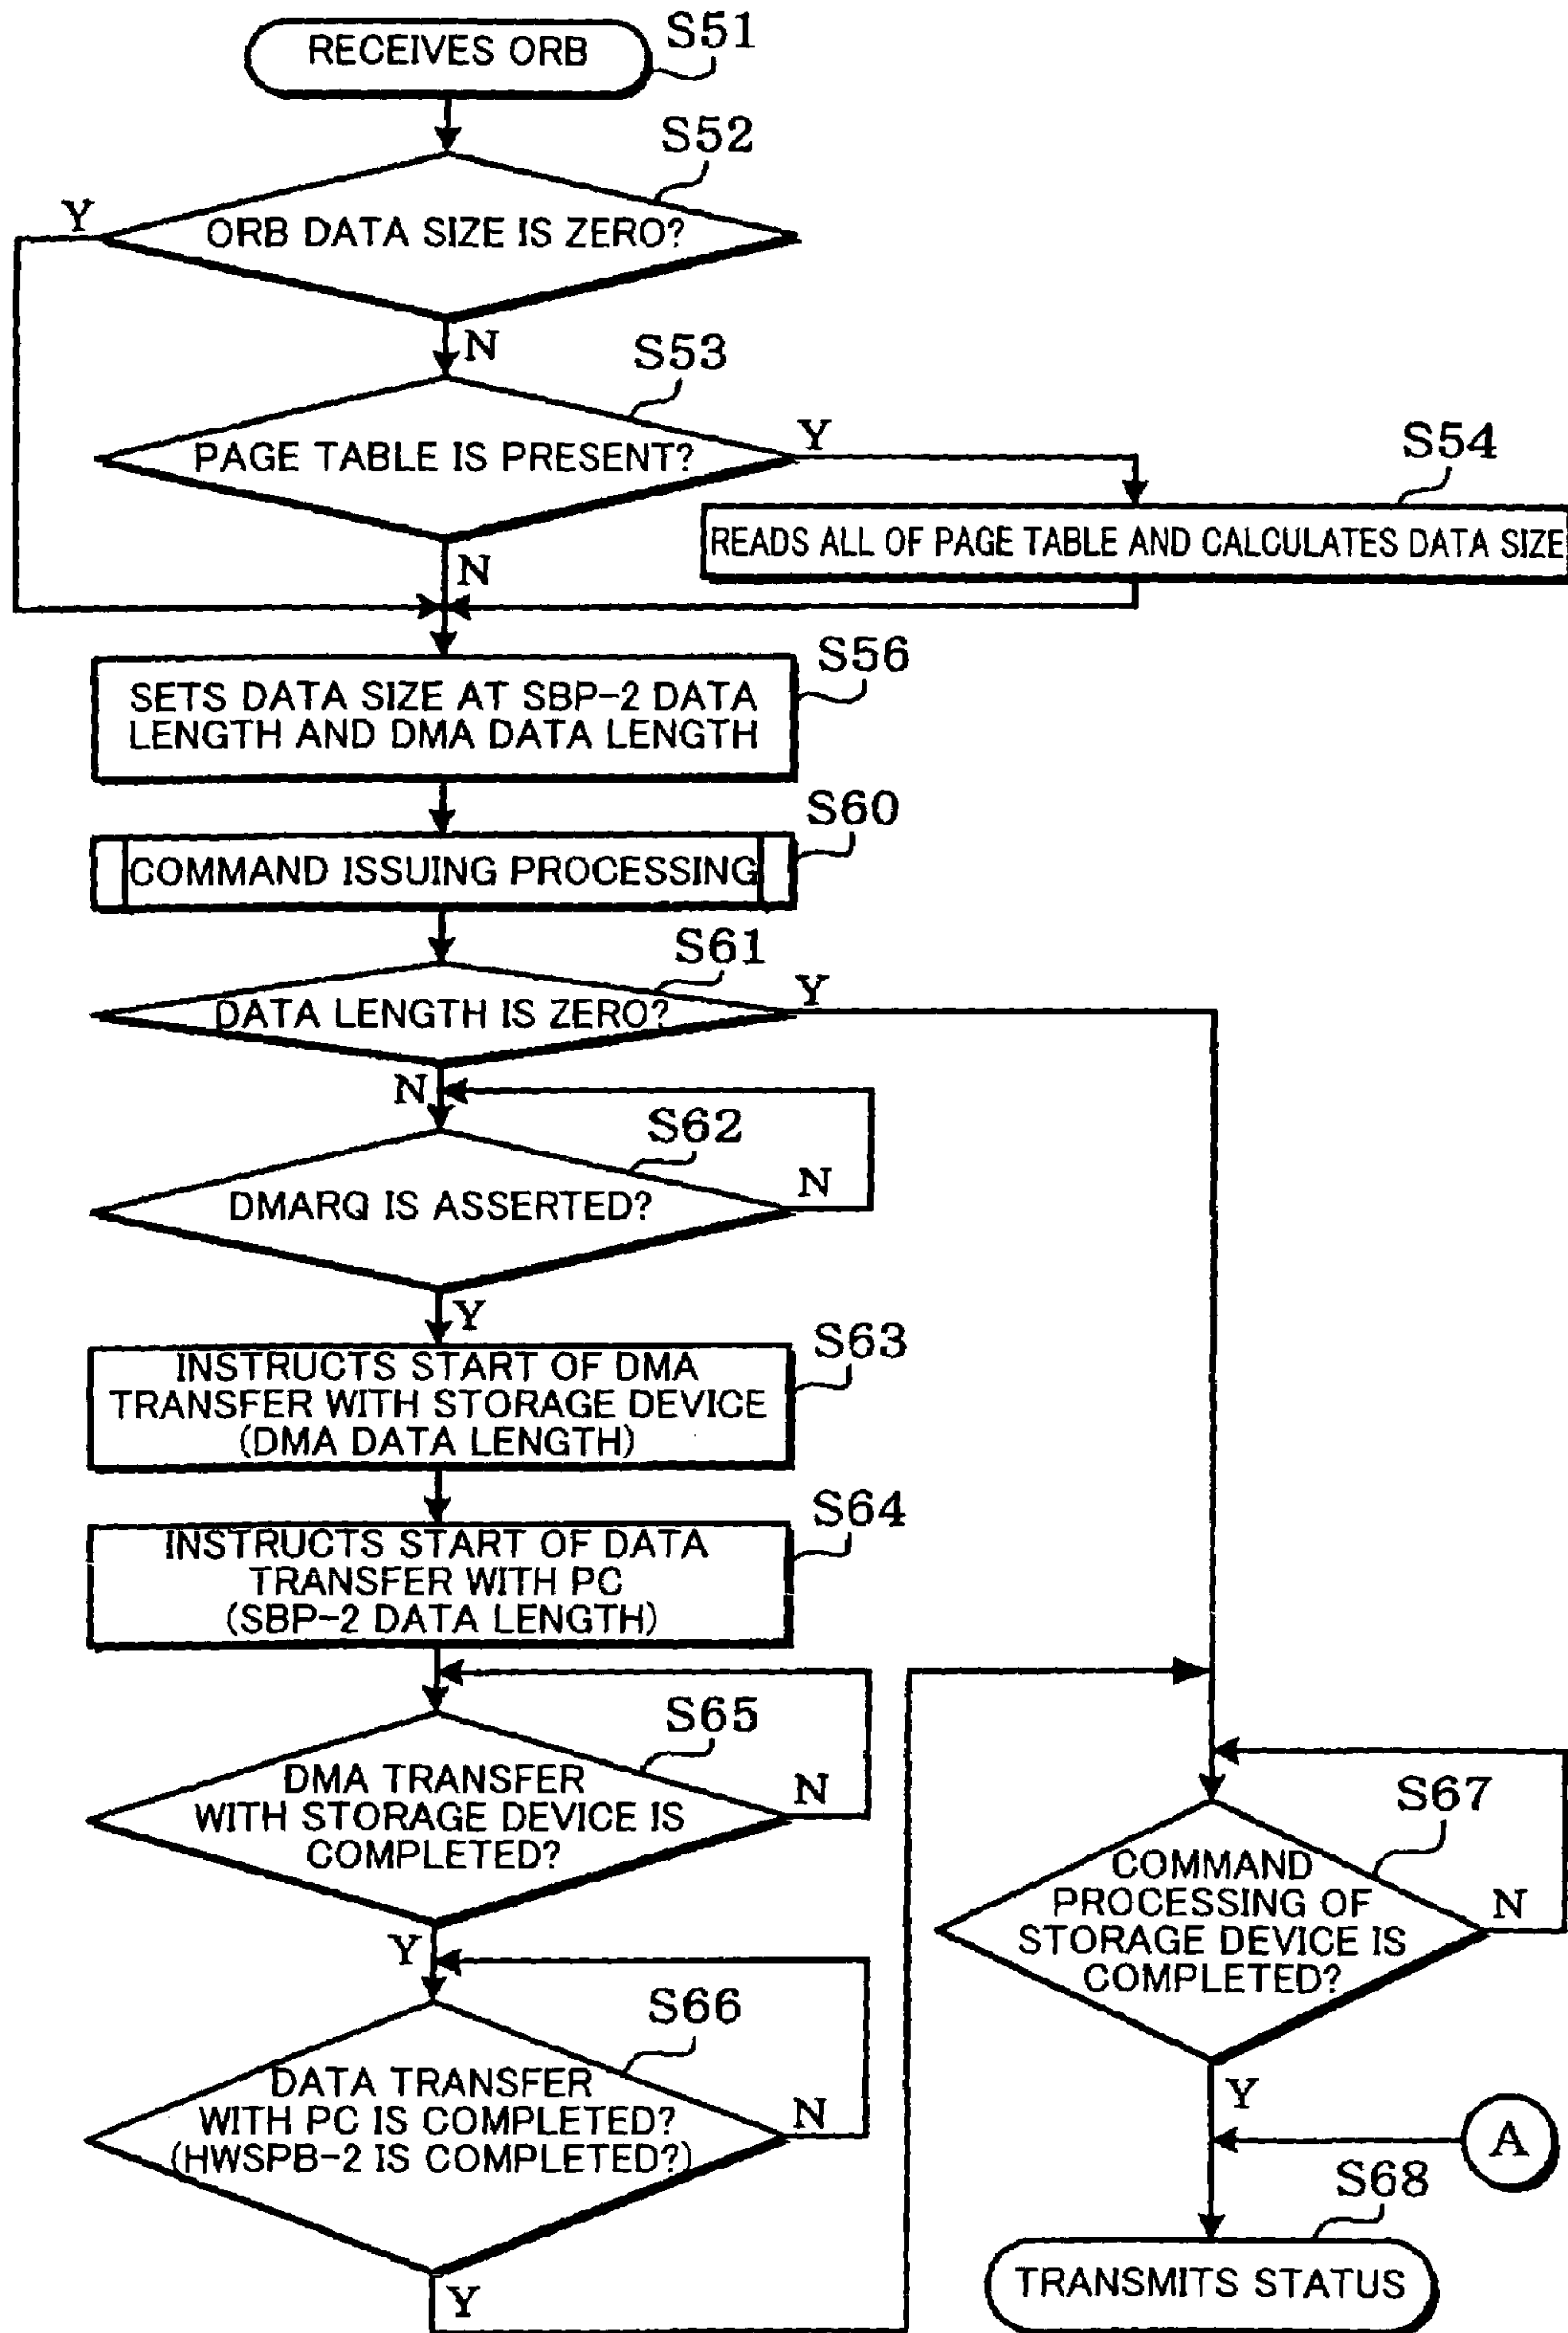 RECEIVES ORB
S51
S52
ORB DATA SIZE IS ZERO?
Y
N
S53
PAGE TABLE IS PRESENT?
Y
N
S54
READS ALL OF PAGE TABLE AND CALCULATES DATA SIZE
S56
SETS DATA SIZE AT SBP-2 DATA
LENGTH AND DMA DATA LENGTH
S60
COMMAND ISSUING PROCESSING
S61
DATA LENGTH IS ZERO?
Y
N
S62
DMARQ IS ASSERTED?
N
Y
S63
INSTRUCTS START OF DMA
TRANSFER WITH STORAGE DEVICE
(DMA DATA LENGTH)
S64
INSTRUCTS START OF DATA
TRANSFER WITH PC
(SBP-2 DATA LENGTH)
S65
DMA TRANSFER
WITH STORAGE DEVICE IS
COMPLETED?
N
Y
S66
DATA TRANSFER
WITH PC IS COMPLETED?
(HWSPB-2 IS COMPLETED?)
N
Y
S67
COMMAND
PROCESSING OF
STORAGE DEVICE IS
COMPLETED?
N
Y
A
S68
TRANSMITS STATUS